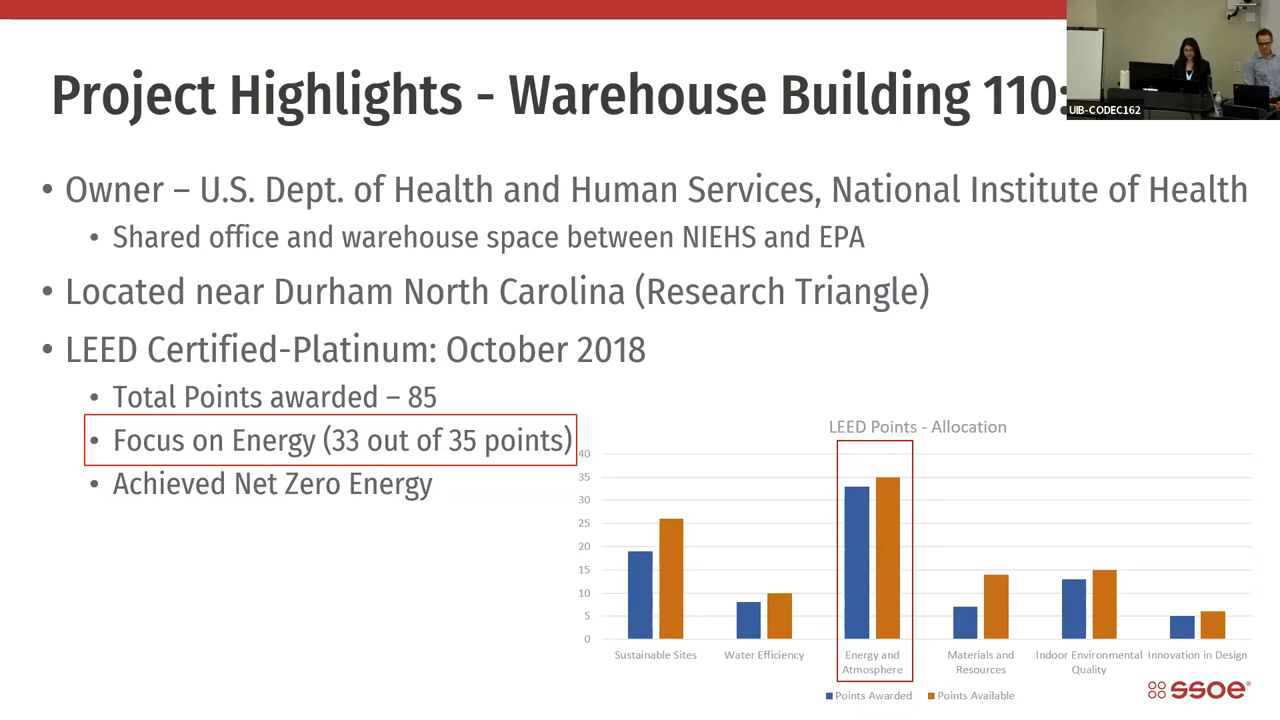 Project Highlights - Warehouse Building 110:
UIB-CODEC162
• Owner – U.S. Dept. of Health and Human Services, National Institute of Health
• Shared office and warehouse space between NIEHS and EPA
• Located near Durham North Carolina (Research Triangle)
• LEED Certified-Platinum: October 2018
• Total Points awarded – 85
• Focus on Energy (33 out of 35 points)
• Achieved Net Zero Energy
LEED Points - Allocation
40
35
30
25
20
15
10
5
0
Sustainable Sites
Water Efficiency
Energy and
Atmosphere
Materials and
Resources
Indoor Environmental
Quality
Innovation in Design
Points Awarded
Points Available
ssoe®